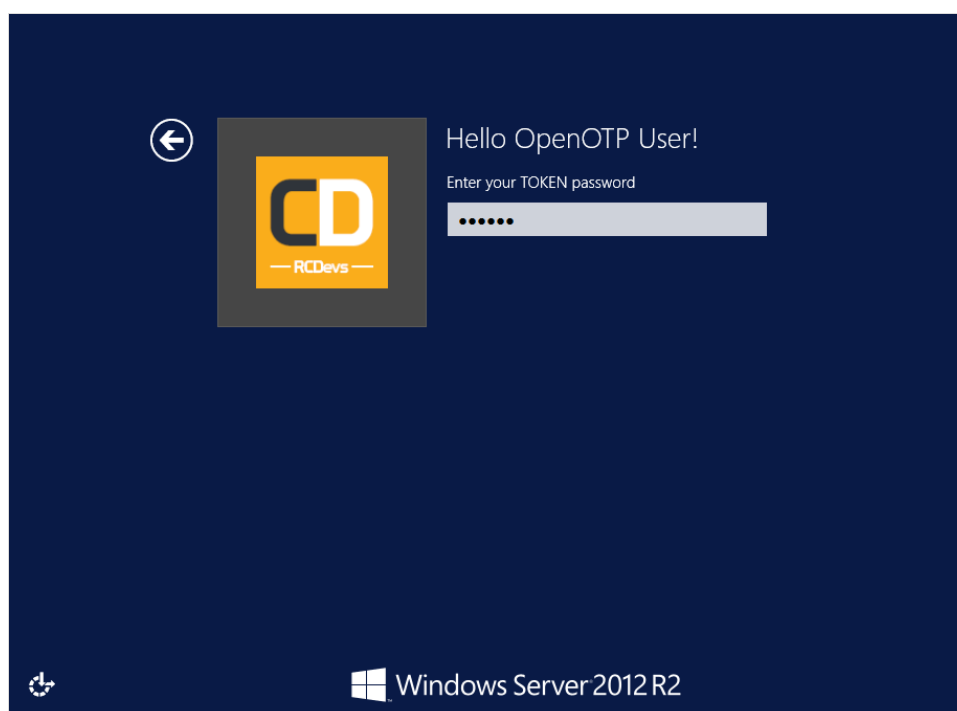 Hello OpenOTP User!
Enter your TOKEN password
••••••
CD
RCDevs
Windows Server 2012 R2